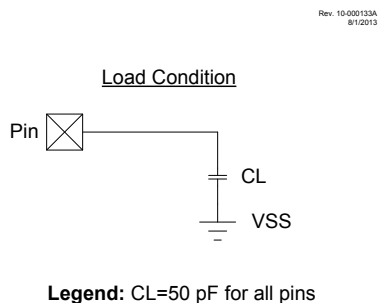 Rev. 10-000133A
8/1/2013
Load Condition
Pin
CL
VSS
Legend: CL=50 pF for all pins